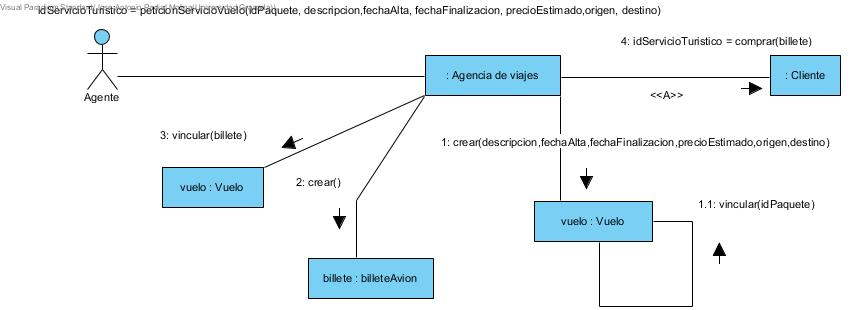 idServicioTuristico = peticionServicioVuelo(idPaquete, descripcion,fechaAlta, fechaFinalizacion, precioEstimado,origen, destino)
4: idServicioTuristico = comprar(billete)
: Agencia de viajes
: Cliente
Agente
<<A>>
3: vincular(billete)
1: crear(descripcion,fechaAlta,fechaFinalizacion,precioEstimado,origen,destino)
vuelo : Vuelo
2: crear()
1.1: vincular(idPaquete)
vuelo : Vuelo
billete : billeteAvion